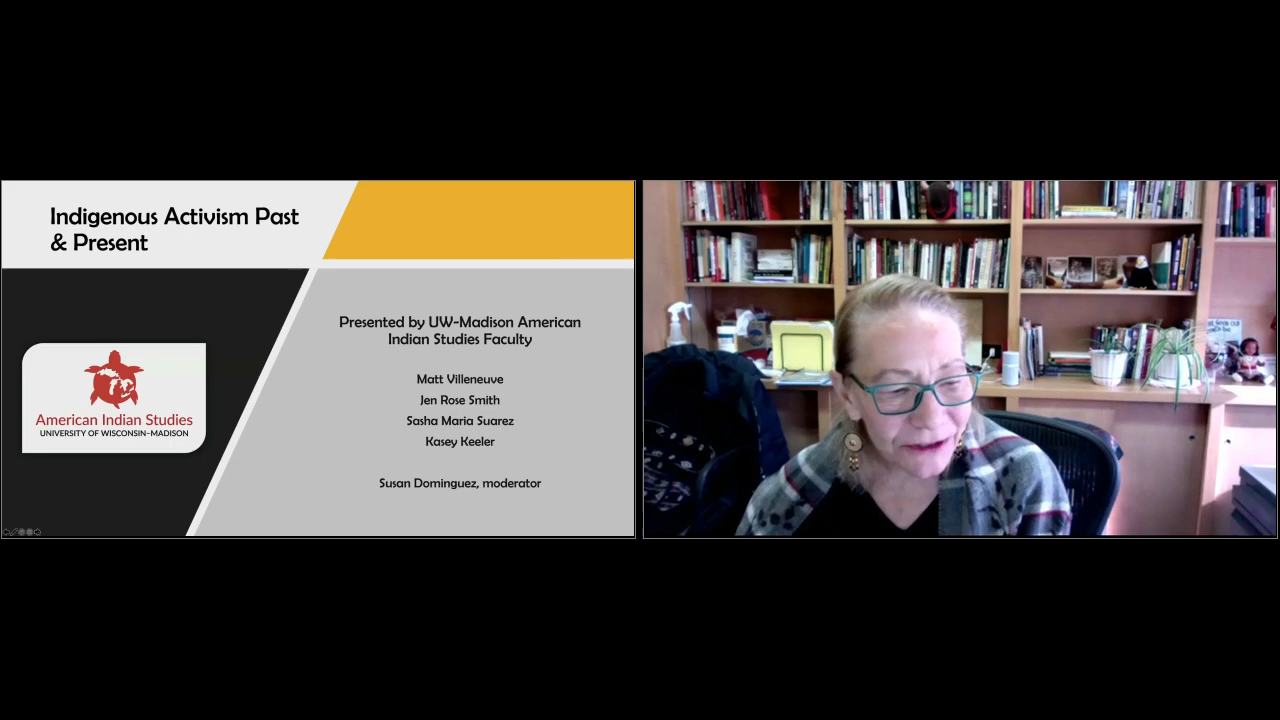 Indigenous Activism Past
& Present
Presented by UW-Madison American
Indian Studies Faculty
Matt Villeneuve
Jen Rose Smith
Sasha Maria Suarez
Kasey Keeler
Susan Dominguez, moderator
American Indian Studies
UNIVERSITY OF WISCONSIN–MADISON